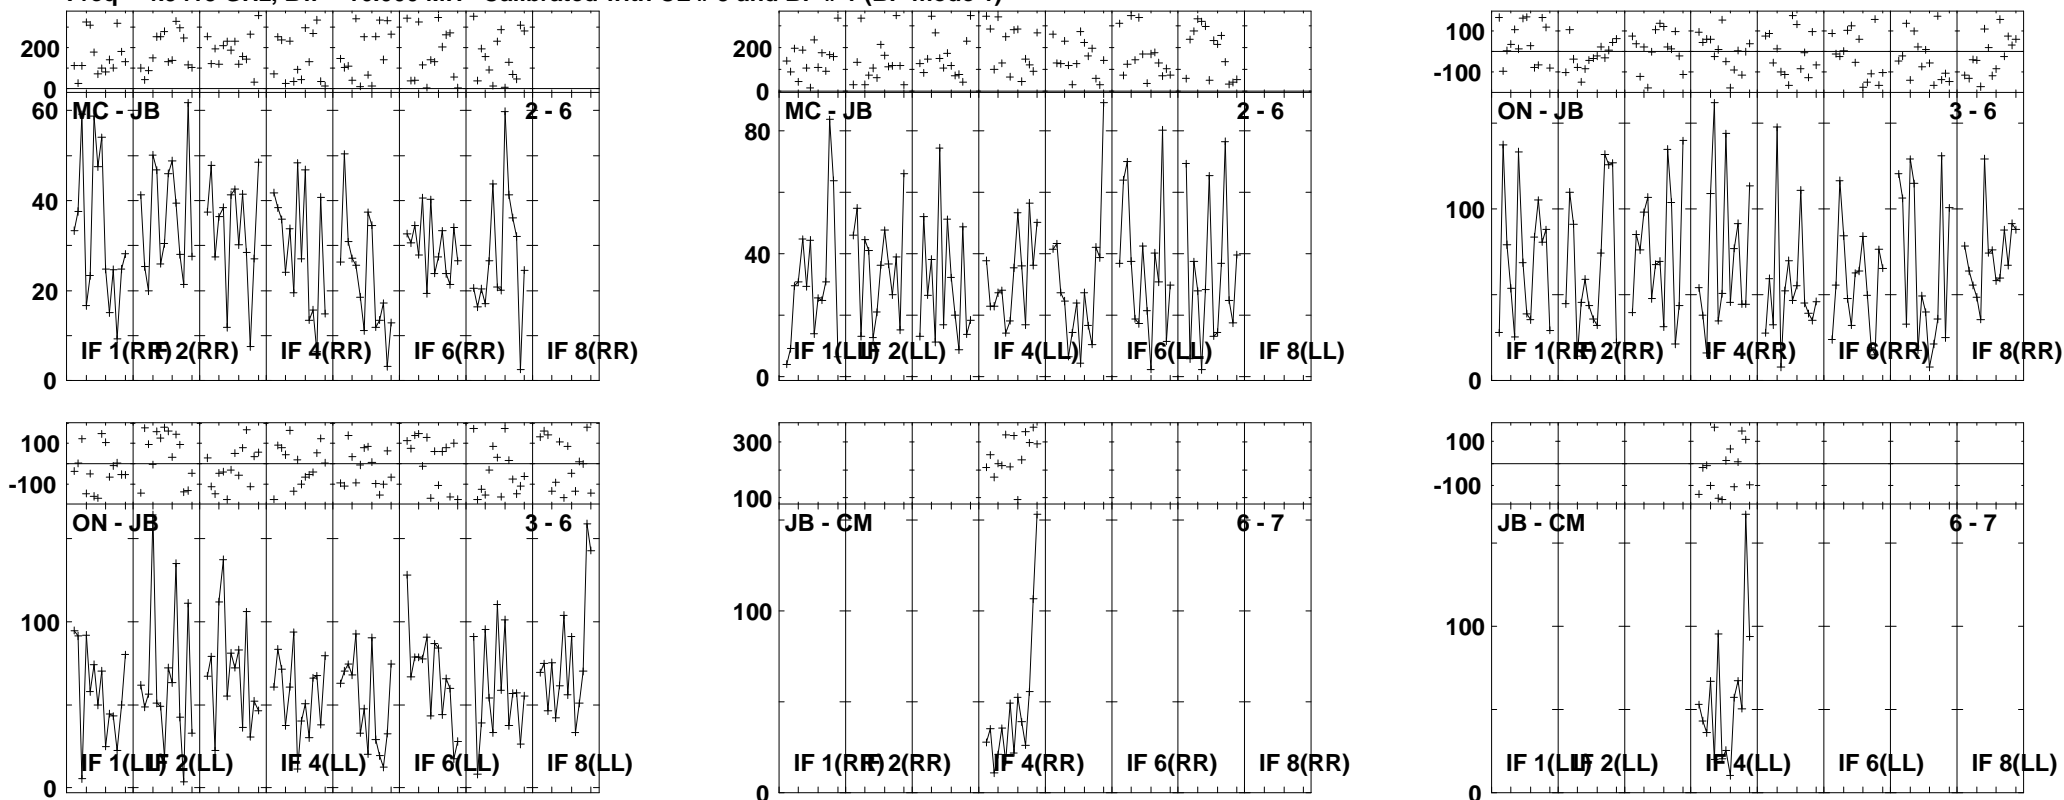 200
0
MC - JB 2 - 6
60
40
20
0
IF 1(RR) IF 2(RR) IF 4(RR) IF 6(RR) IF 8(RR)
200
0
MC - JB 2 - 6
80
40
0
IF 1(LL) IF 2(LL) IF 4(LL) IF 6(LL) IF 8(LL)
100
-100
ON - JB 3 - 6
100
0
IF 1(RR) IF 2(RR) IF 4(RR) IF 6(RR) IF 8(RR)
100
-100
ON - JB 3 - 6
100
0
IF 1(LL) IF 2(LL) IF 4(LL) IF 6(LL) IF 8(LL)
300
100
JB - CM 6 - 7
100
0
IF 1(RR) IF 2(RR) IF 4(RR) IF 6(RR) IF 8(RR)
100
-100
JB - CM 6 - 7
100
0
IF 1(LL) IF 2(LL) IF 4(LL) IF 6(LL) IF 8(LL)